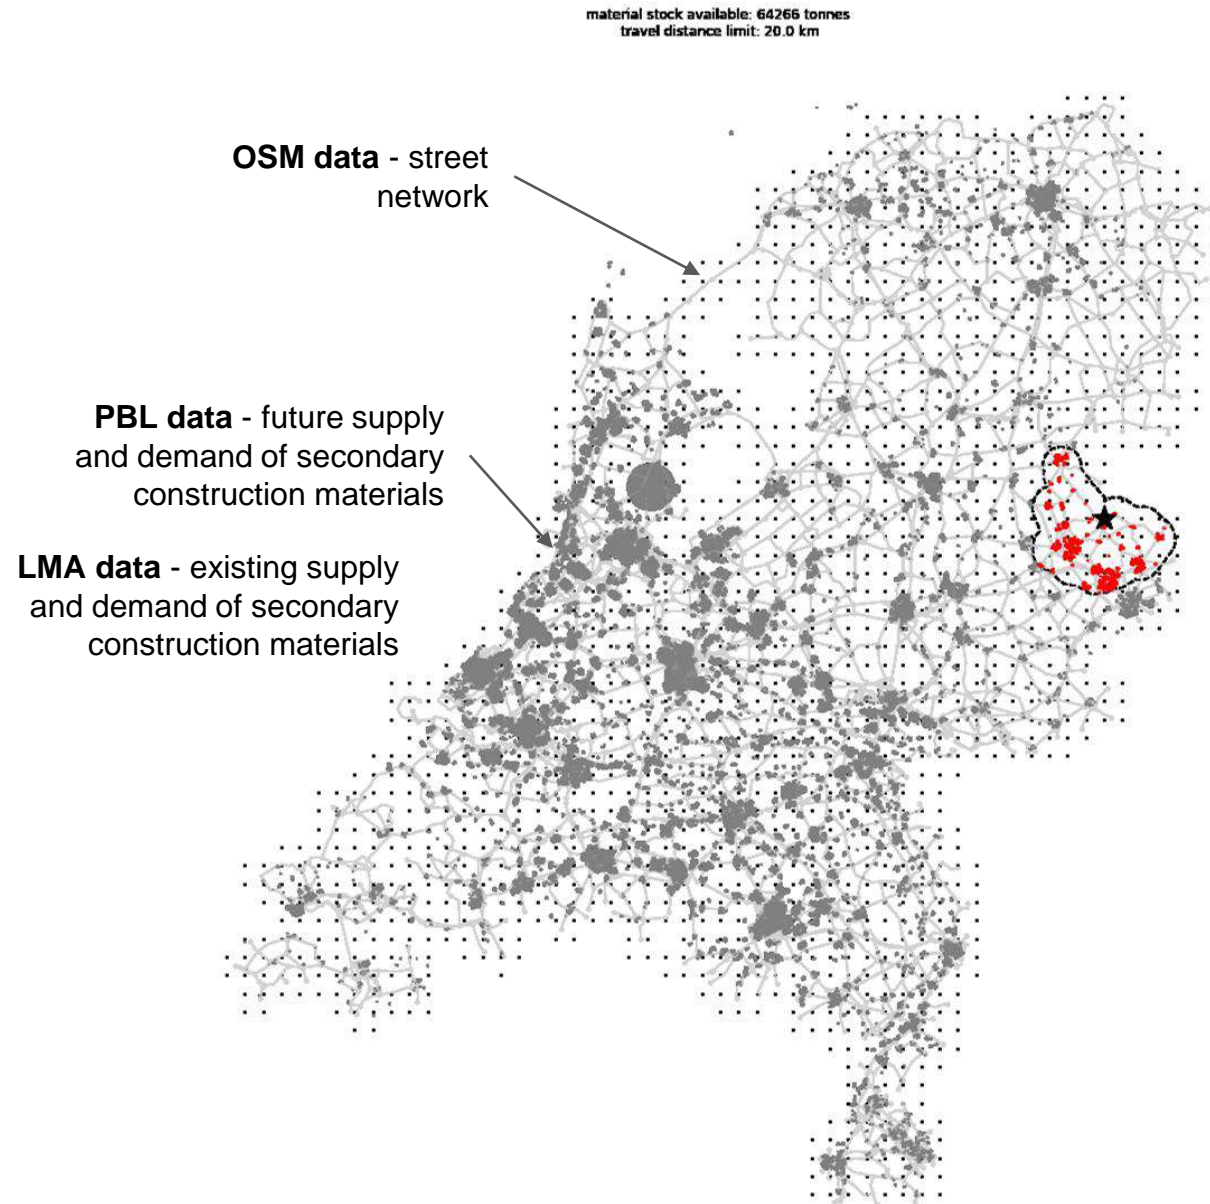 material stock available: 64266 tonnes
travel distance limit: 20.0 km
OSM data - street
network
PBL data - future supply
and demand of secondary
construction materials
LMA data - existing supply
and demand of secondary
construction materials